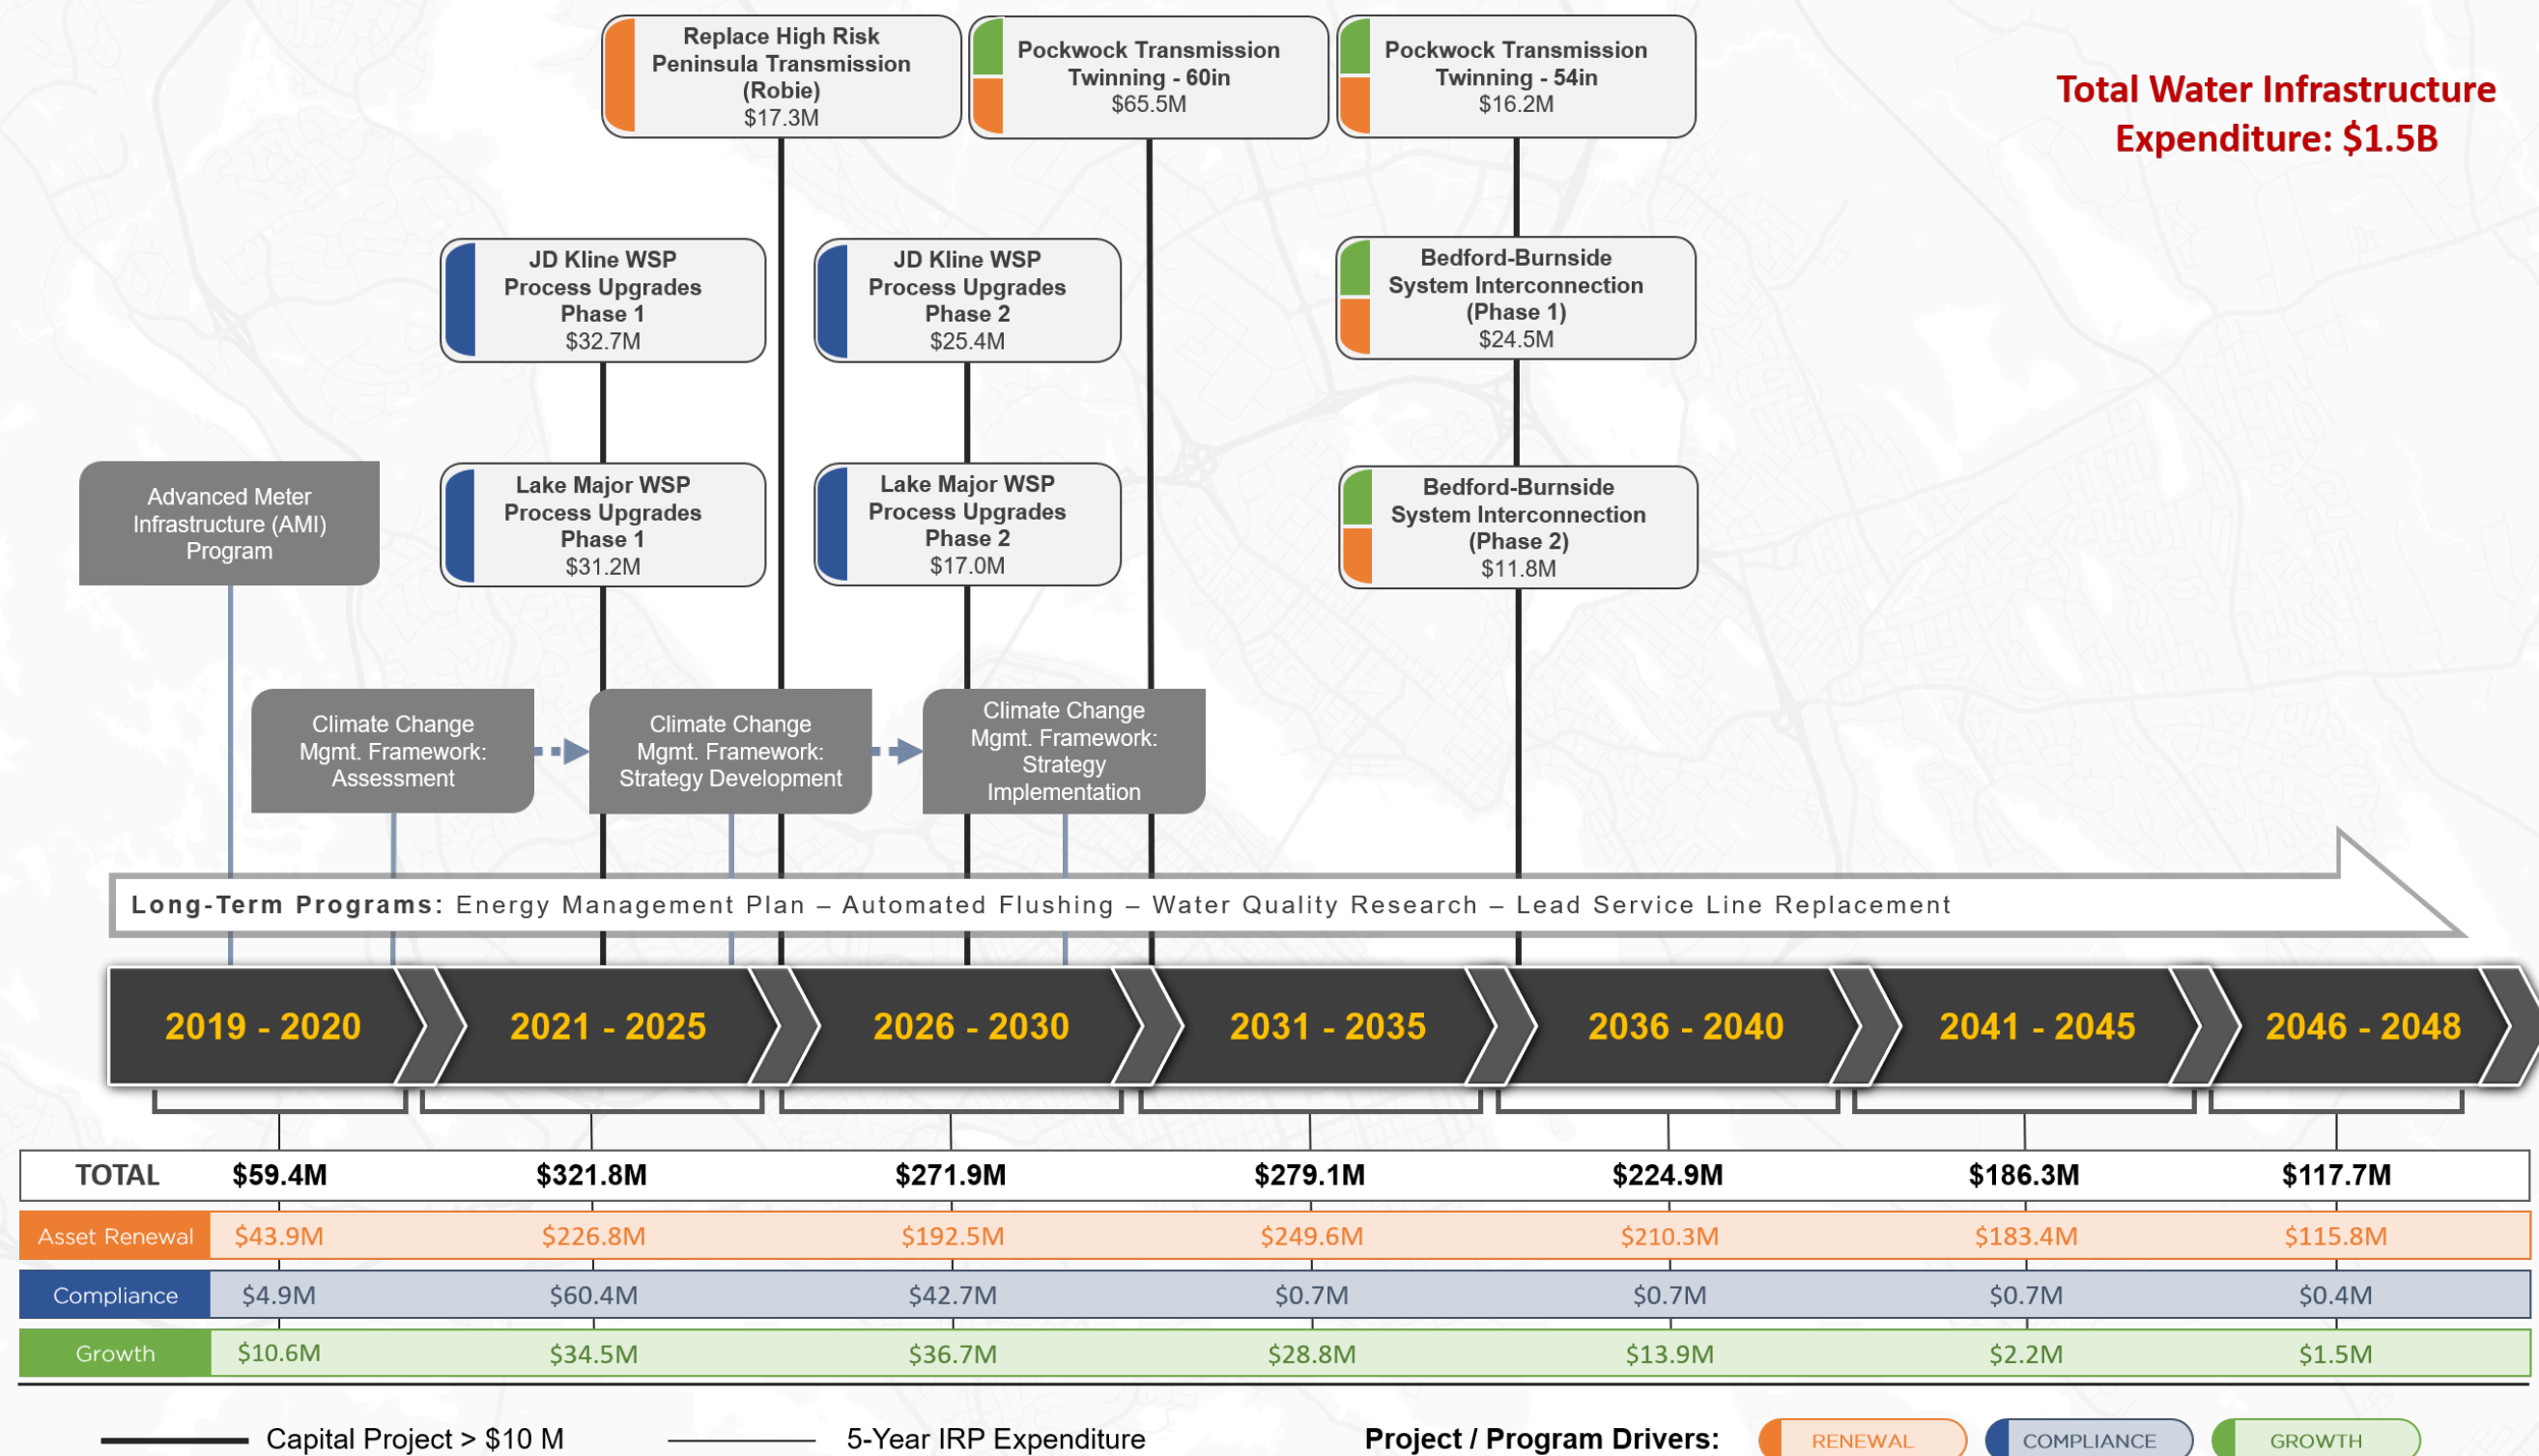 Replace High Risk
Peninsula Transmission
(Robie)
$17.3M
Pockwock Transmission
Twinning - 60in
$65.5M
Pockwock Transmission
Twinning - 54in
$16.2M
Total Water Infrastructure
Expenditure: $1.5B
JD Kline WSP
Process Upgrades
Phase 1
$32.7M
JD Kline WSP
Process Upgrades
Phase 2
$25.4M
Bedford-Burnside
System Interconnection
(Phase 1)
$24.5M
Advanced Meter
Infrastructure (AMI)
Program
Lake Major WSP
Process Upgrades
Phase 1
$31.2M
Lake Major WSP
Process Upgrades
Phase 2
$17.0M
Bedford-Burnside
System Interconnection
(Phase 2)
$11.8M
Climate Change
Mgmt. Framework:
Assessment
Climate Change
Mgmt. Framework:
Strategy Development
Climate Change
Mgmt. Framework:
Strategy
Implementation
Long-Term Programs: Energy Management Plan – Automated Flushing – Water Quality Research – Lead Service Line Replacement
2019 - 2020 2021 - 2025 2026 - 2030 2031 - 2035 2036 - 2040 2041 - 2045 2046 - 2048
TOTAL $59.4M $321.8M $271.9M $279.1M $224.9M $186.3M $117.7M
Asset Renewal $43.9M $226.8M $192.5M $249.6M $210.3M $183.4M $115.8M
Compliance $4.9M $60.4M $42.7M $0.7M $0.7M $0.7M $0.4M
Growth $10.6M $34.5M $36.7M $28.8M $13.9M $2.2M $1.5M
Capital Project > $10 M 5-Year IRP Expenditure Project / Program Drivers: RENEWAL COMPLIANCE GROWTH